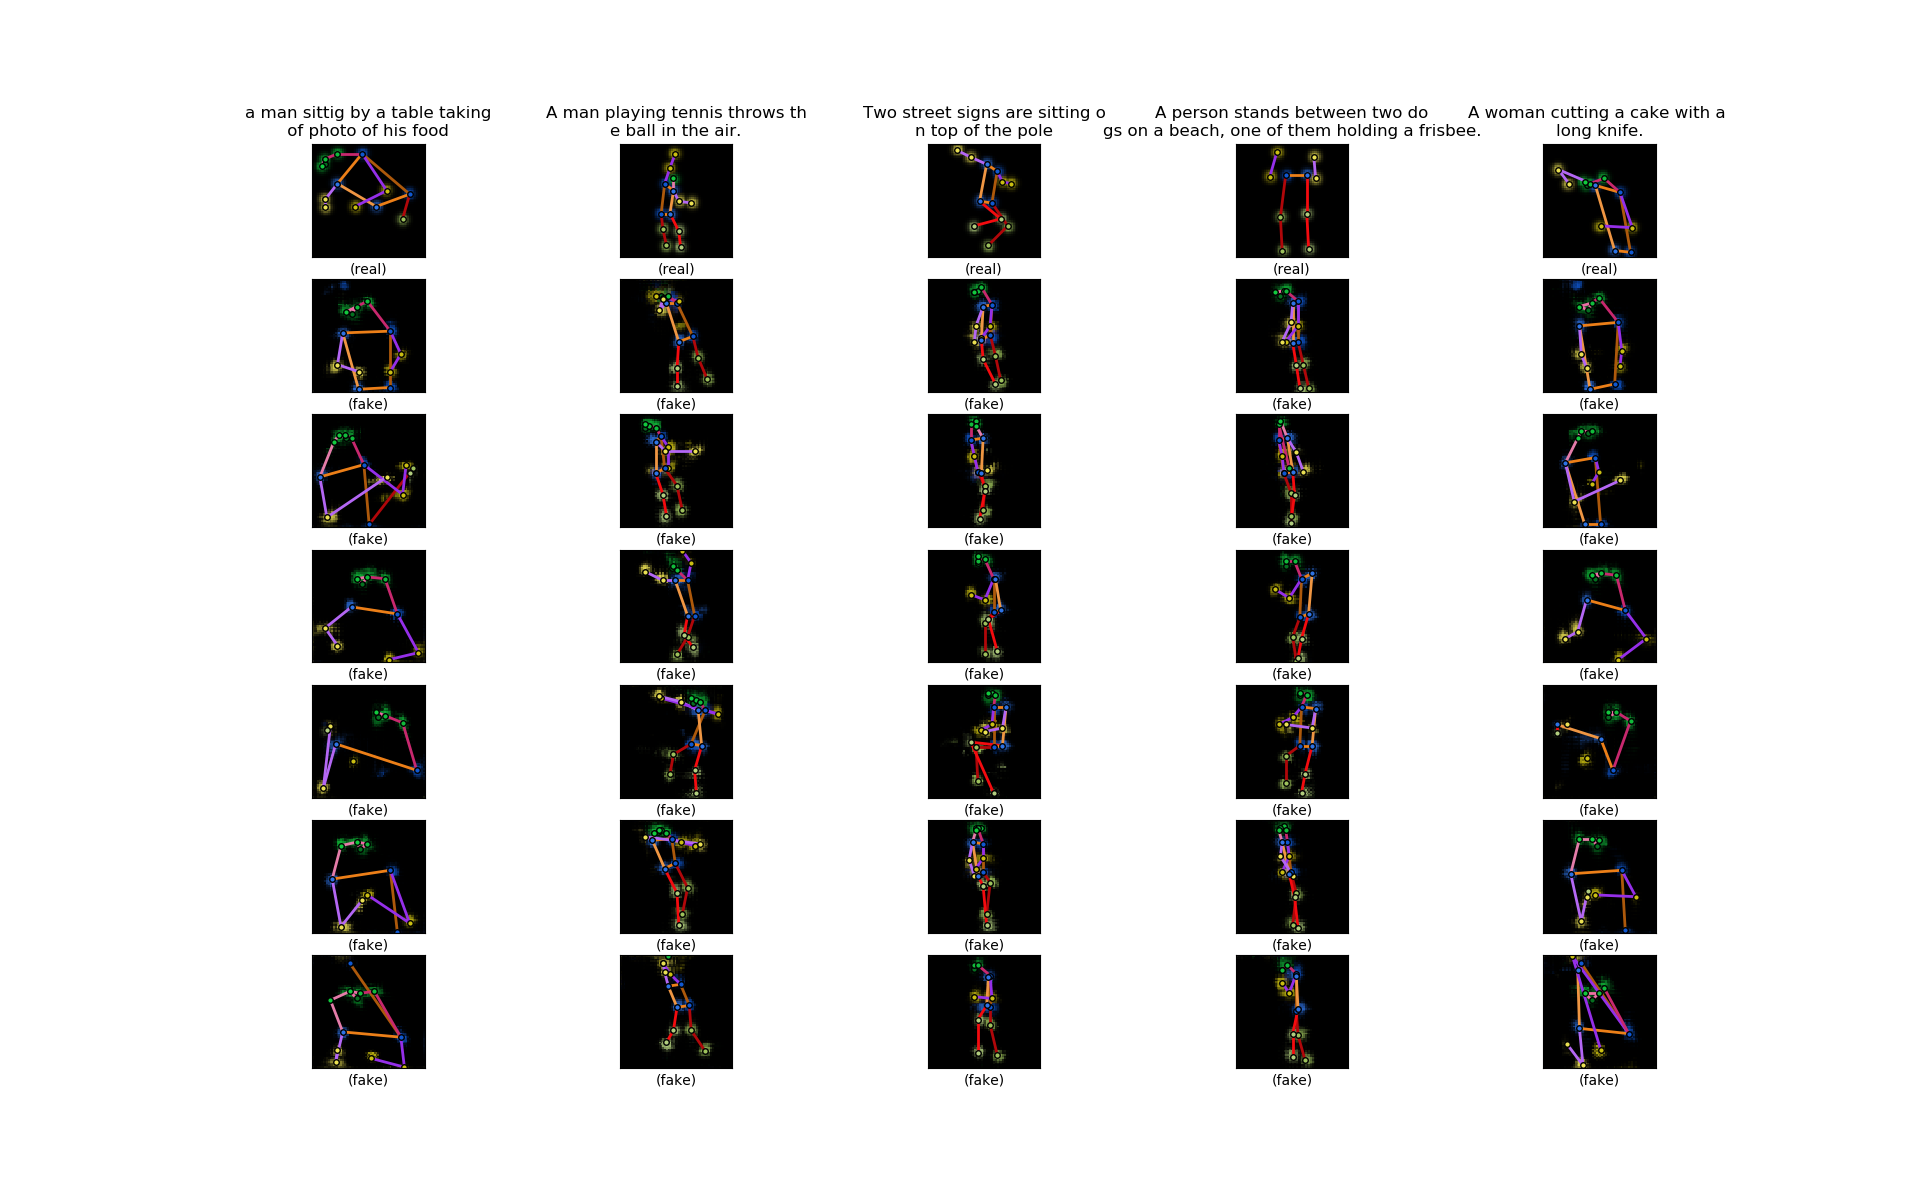 a man sittig by a table taking
of photo of his food
A man playing tennis throws th
e ball in the air.
Two street signs are sitting o
n top of the pole
A person stands between two do
gs on a beach, one of them holding a frisbee.
A woman cutting a cake with a
long knife.
(real) (real) (real) (real) (real)
(fake) (fake) (fake) (fake) (fake)
(fake) (fake) (fake) (fake) (fake)
(fake) (fake) (fake) (fake) (fake)
(fake) (fake) (fake) (fake) (fake)
(fake) (fake) (fake) (fake) (fake)
(fake) (fake) (fake) (fake) (fake)